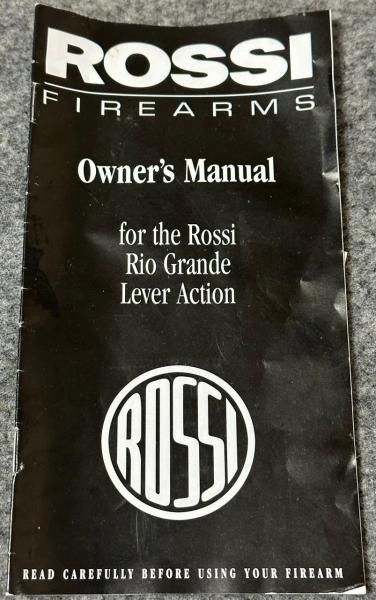 ROSSI
FIREARMS
Owner's Manual
for the Rossi
Rio Grande
Lever Action
ROSSI
READ CAREFULLY BEFORE USING YOUR FIREARM